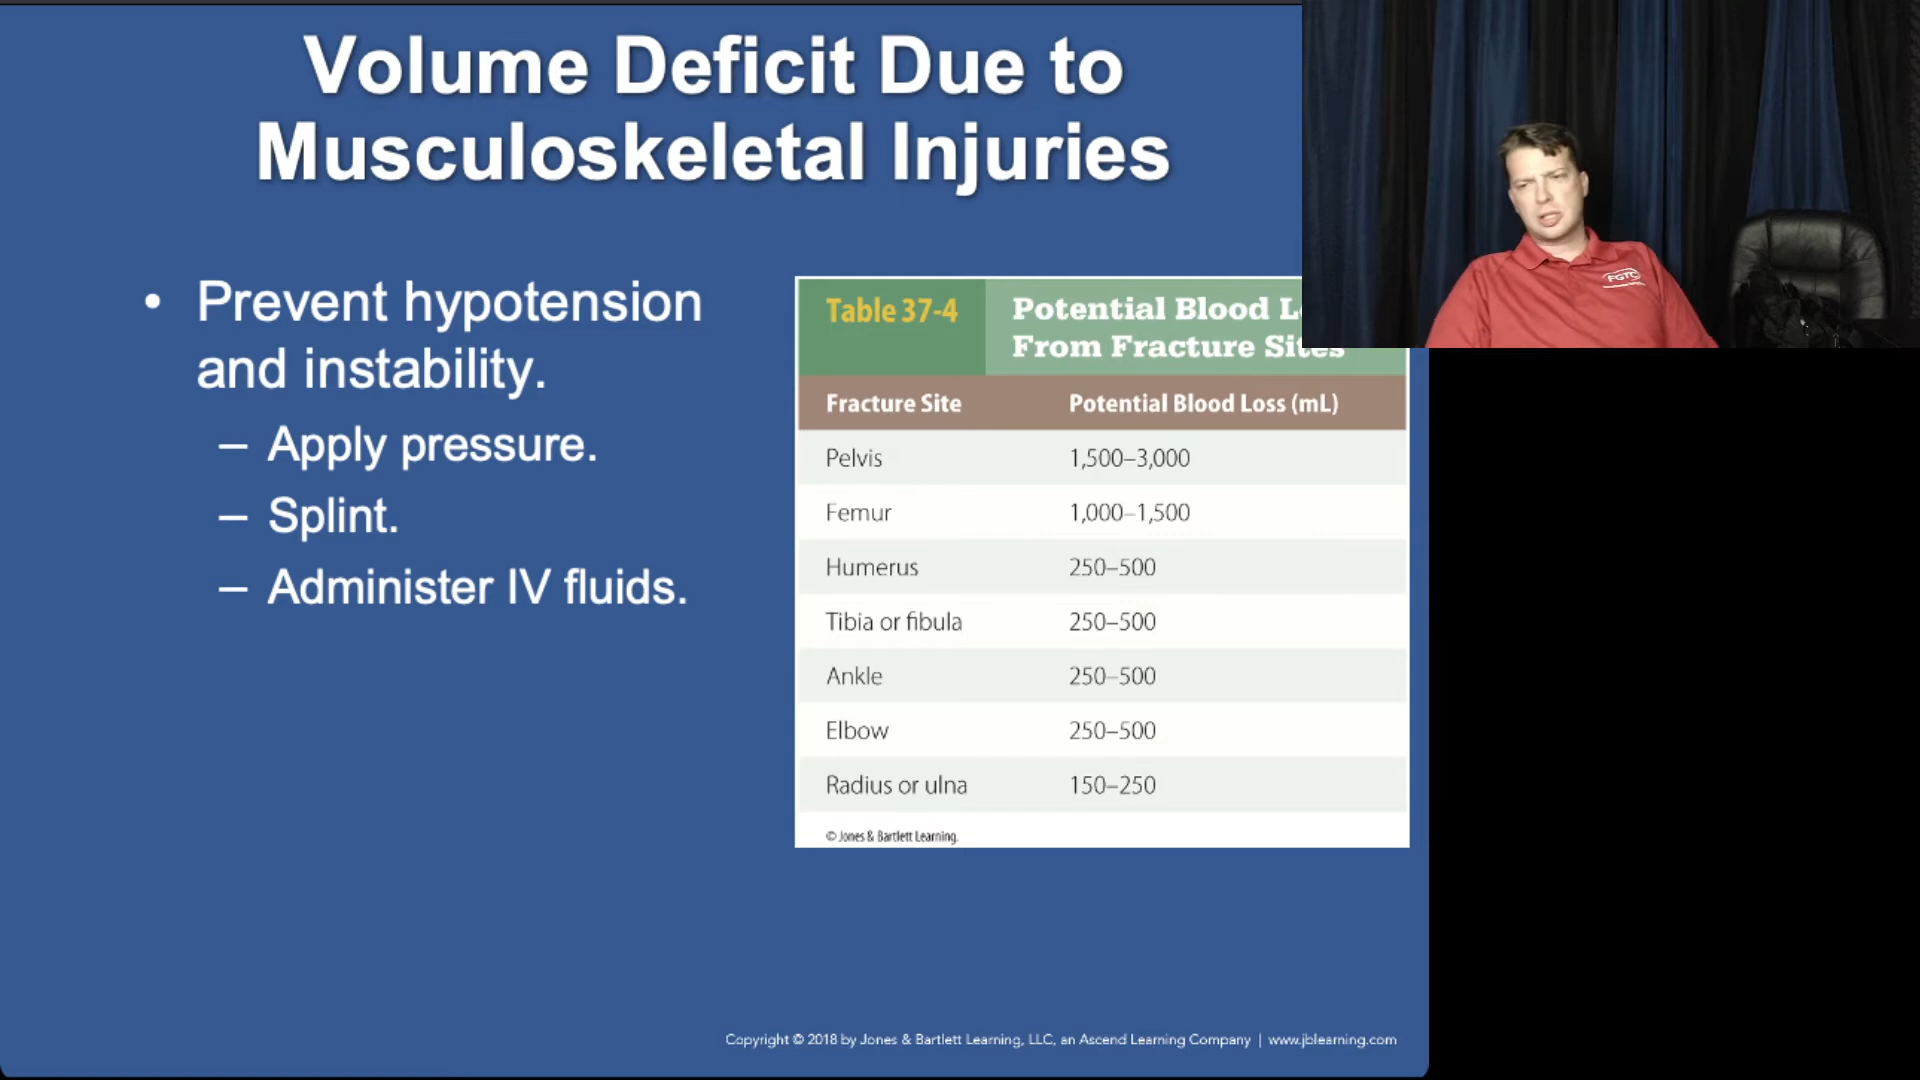 Volume Deficit Due to
Musculoskeletal Injuries
• Prevent hypotension
and instability.
– Apply pressure.
– Splint.
– Administer IV fluids.
Table 37-4
Potential Blood
From Fracture Sites
Fracture Site Potential Blood Loss (mL)
Pelvis 1,500–3,000
Femur 1,000–1,500
Humerus 250–500
Tibia or fibula 250–500
Ankle 250–500
Elbow 250–500
Radius or ulna 150–250
© Jones & Bartlett Learning.
Copyright © 2018 by Jones & Bartlett Learning, LLC, an Ascend Learning Company | www.jblearning.com
FGTC